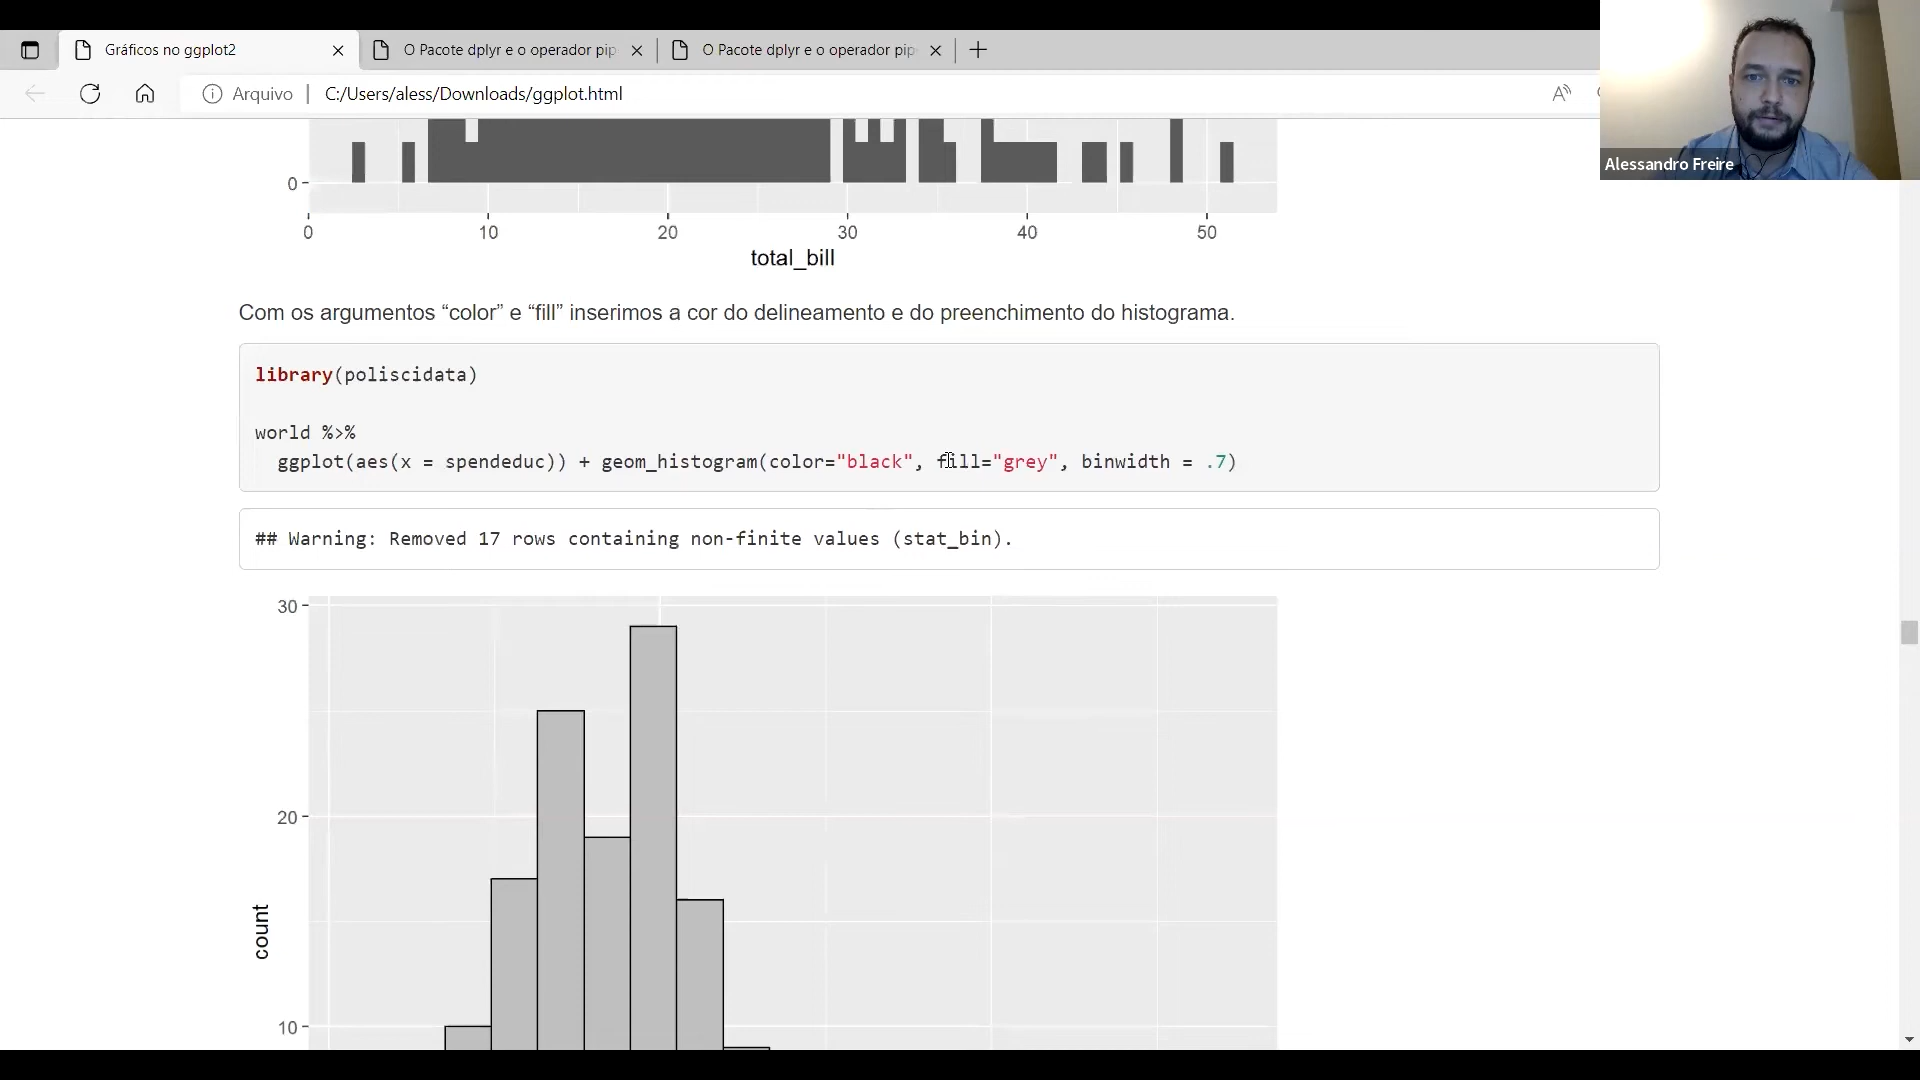 Gráficos no ggplot2
O Pacote dplyr e o operador pip
O Pacote dplyr e o operador pip
Arquivo
C:/Users/aless/Downloads/ggplot.html
Alessandro Freire
0
0 10 20 30 40 50
total_bill
Com os argumentos “color” e “fill” inserimos a cor do delineamento e do preenchimento do histograma.
library(poliscidata)
world %>%
ggplot(aes(x = spendeduc)) + geom_histogram(color="black", fill="grey", binwidth = .7)
## Warning: Removed 17 rows containing non-finite values (stat_bin).
30
20
count
10